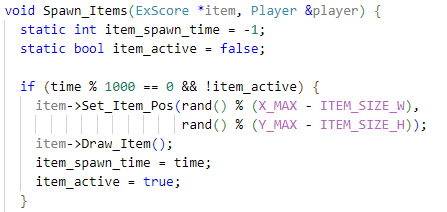 void Spawn_Items(ExScore *item, Player &player) {
  static int item_spawn_time = -1;
  static bool item_active = false;

  if (time % 1000 == 0 && !item_active) {
    item->Set_Item_Pos(rand() % (X_MAX - ITEM_SIZE_W),
                       rand() % (Y_MAX - ITEM_SIZE_H));
    item->Draw_Item();
    item_spawn_time = time;
    item_active = true;
  }